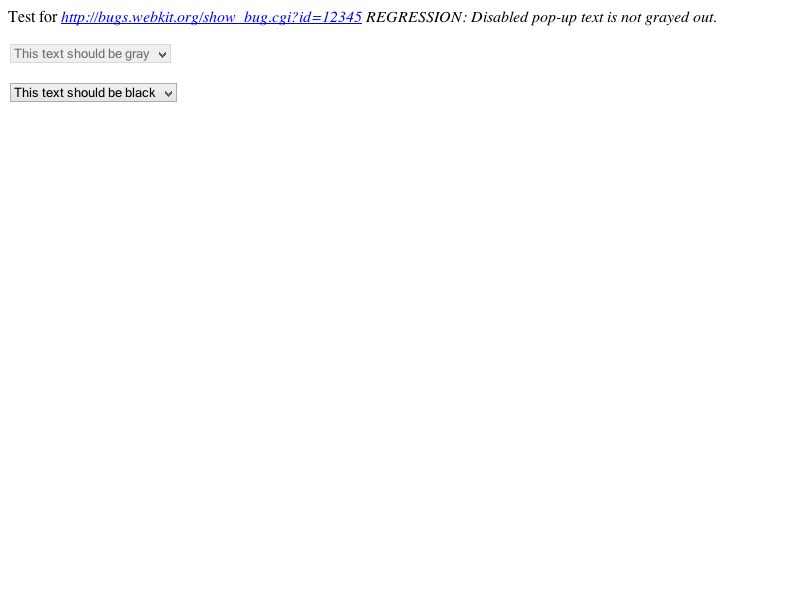 Test for http://bugs.webkit.org/show_bug.cgi?id=12345 REGRESSION: Disabled pop-up text is not grayed out.
This text should be gray
This text should be black